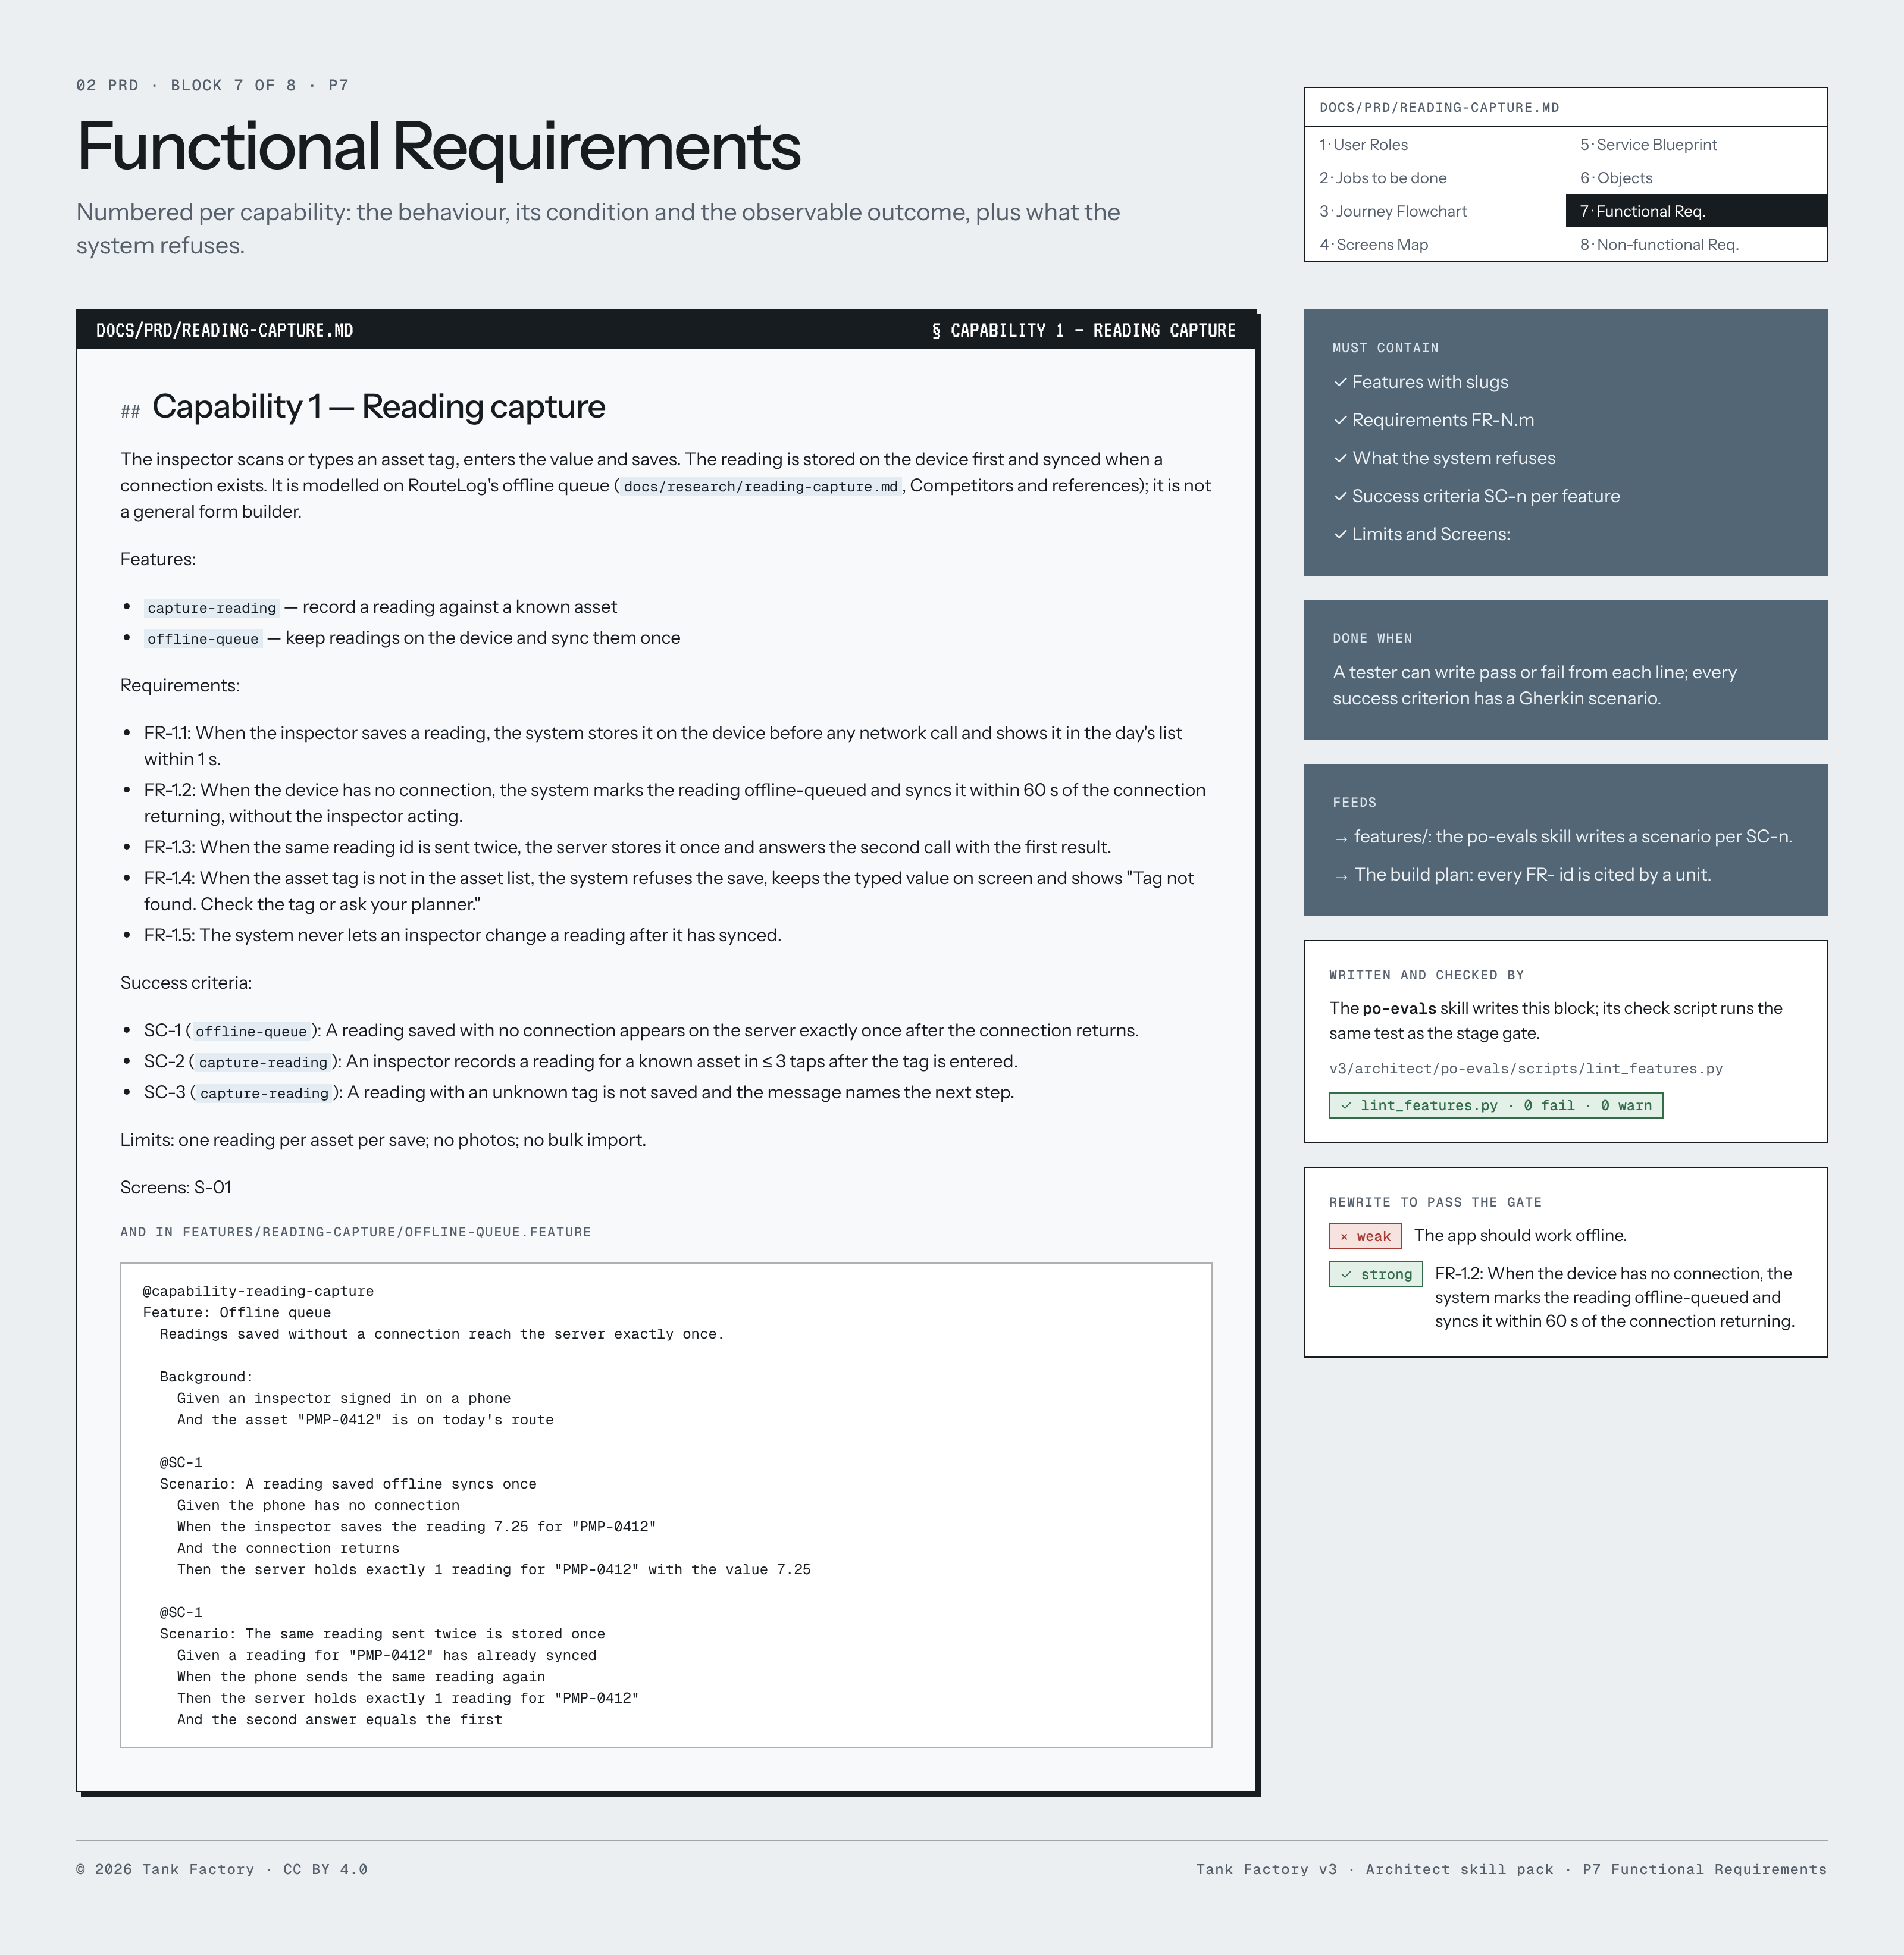 02 PRD · BLOCK 7 OF 8 · P7
Functional Requirements
Numbered per capability: the behaviour, its condition and the observable outcome, plus what the
system refuses.
DOCS/PRD/READING-CAPTURE.MD
1 · User Roles
2 · Jobs to be done
3 · Journey Flowchart
4 · Screens Map
5 · Service Blueprint
6 · Objects
7 · Functional Req.
8 · Non-functional Req.
DOCS/PRD/READING-CAPTURE.MD
§ CAPABILITY 1 — READING CAPTURE
## Capability 1 — Reading capture
The inspector scans or types an asset tag, enters the value and saves. The reading is stored on the device first and synced when a
connection exists. It is modelled on RouteLog's offline queue (docs/research/reading-capture.md, Competitors and references); it is not
a general form builder.
Features:
• capture-reading — record a reading against a known asset
• offline-queue — keep readings on the device and sync them once
Requirements:
• FR-1.1: When the inspector saves a reading, the system stores it on the device before any network call and shows it in the day's list
within 1 s.
• FR-1.2: When the device has no connection, the system marks the reading offline-queued and syncs it within 60 s of the connection
returning, without the inspector acting.
• FR-1.3: When the same reading id is sent twice, the server stores it once and answers the second call with the first result.
• FR-1.4: When the asset tag is not in the asset list, the system refuses the save, keeps the typed value on screen and shows "Tag not
found. Check the tag or ask your planner."
• FR-1.5: The system never lets an inspector change a reading after it has synced.
Success criteria:
• SC-1 (offline-queue): A reading saved with no connection appears on the server exactly once after the connection returns.
• SC-2 (capture-reading): An inspector records a reading for a known asset in ≤ 3 taps after the tag is entered.
• SC-3 (capture-reading): A reading with an unknown tag is not saved and the message names the next step.
Limits: one reading per asset per save; no photos; no bulk import.
Screens: S-01
AND IN FEATURES/READING-CAPTURE/OFFLINE-QUEUE.FEATURE
@capability-reading-capture
Feature: Offline queue
Readings saved without a connection reach the server exactly once.
Background:
Given an inspector signed in on a phone
And the asset "PMP-0412" is on today's route
@SC-1
Scenario: A reading saved offline syncs once
Given the phone has no connection
When the inspector saves the reading 7.25 for "PMP-0412"
And the connection returns
Then the server holds exactly 1 reading for "PMP-0412" with the value 7.25
@SC-1
Scenario: The same reading sent twice is stored once
Given a reading for "PMP-0412" has already synced
When the phone sends the same reading again
Then the server holds exactly 1 reading for "PMP-0412"
And the second answer equals the first
MUST CONTAIN
✓ Features with slugs
✓ Requirements FR-N.m
✓ What the system refuses
✓ Success criteria SC-n per feature
✓ Limits and Screens:
DONE WHEN
A tester can write pass or fail from each line; every
success criterion has a Gherkin scenario.
FEEDS
→ features/: the po-evals skill writes a scenario per SC-n.
→ The build plan: every FR- id is cited by a unit.
WRITTEN AND CHECKED BY
The po-evals skill writes this block; its check script runs the
same test as the stage gate.
v3/architect/po-evals/scripts/lint_features.py
✓ lint_features.py · 0 fail · 0 warn
REWRITE TO PASS THE GATE
× weak The app should work offline.
✓ strong FR-1.2: When the device has no connection, the
system marks the reading offline-queued and
syncs it within 60 s of the connection returning.
© 2026 Tank Factory · CC BY 4.0
Tank Factory v3 · Architect skill pack · P7 Functional Requirements